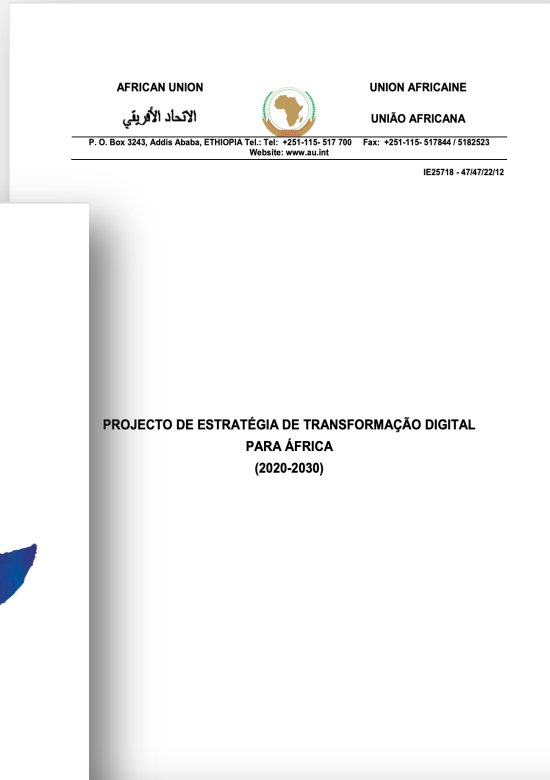 AFRICAN UNION
UNION AFRICAINE
الاتحاد الأفريقي
UNIÃO AFRICANA
P. O. Box 3243, Addis Ababa, ETHIOPIA Tel.: Tel: +251-115- 517 700 Fax: +251-115- 517844 / 5182523
Website: www.au.int
IE25718 - 47/47/22/12
PROJECTO DE ESTRATÉGIA DE TRANSFORMAÇÃO DIGITAL
PARA ÁFRICA
(2020-2030)